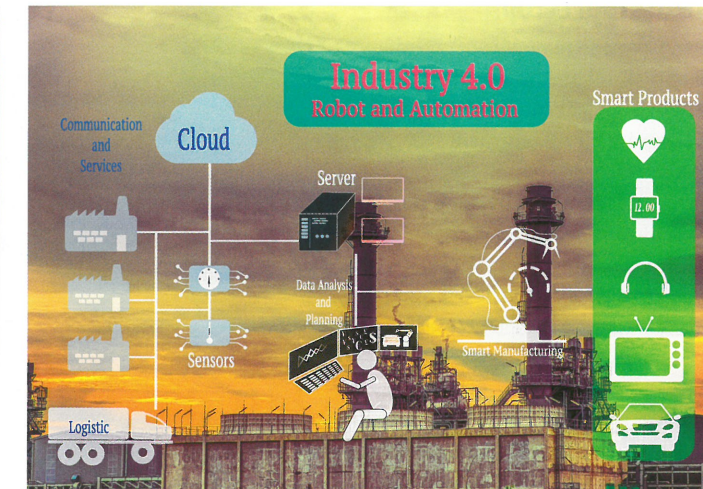 Industry 4.0
Robot and Automation
Smart Products
Communication
and
Services
Cloud
Server
12.00
Data Analysis
and
Planning
C S
Sensors
Smart Manufacturing
Logistic